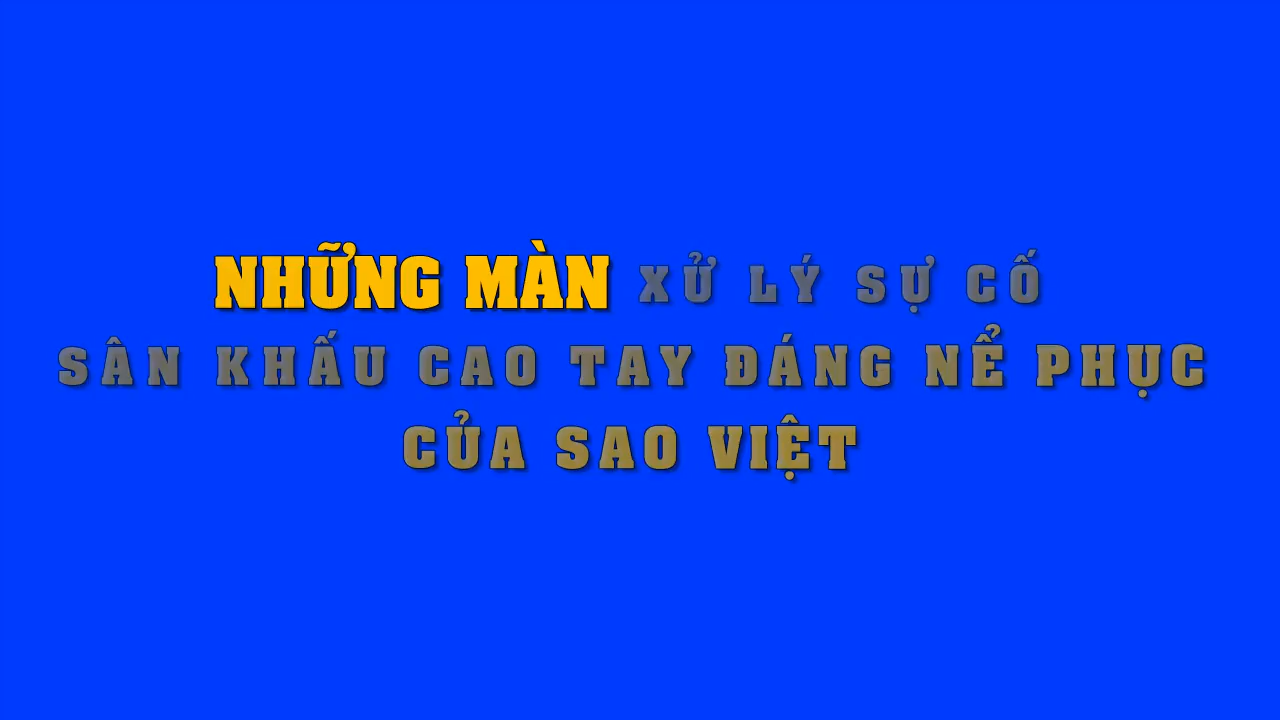 NHỮNG MÀN XỬ LÝ SỰ CỐ
SÂN KHẤU CAO TAY ĐÁNG NỂ PHỤC
CỦA SAO VIỆT